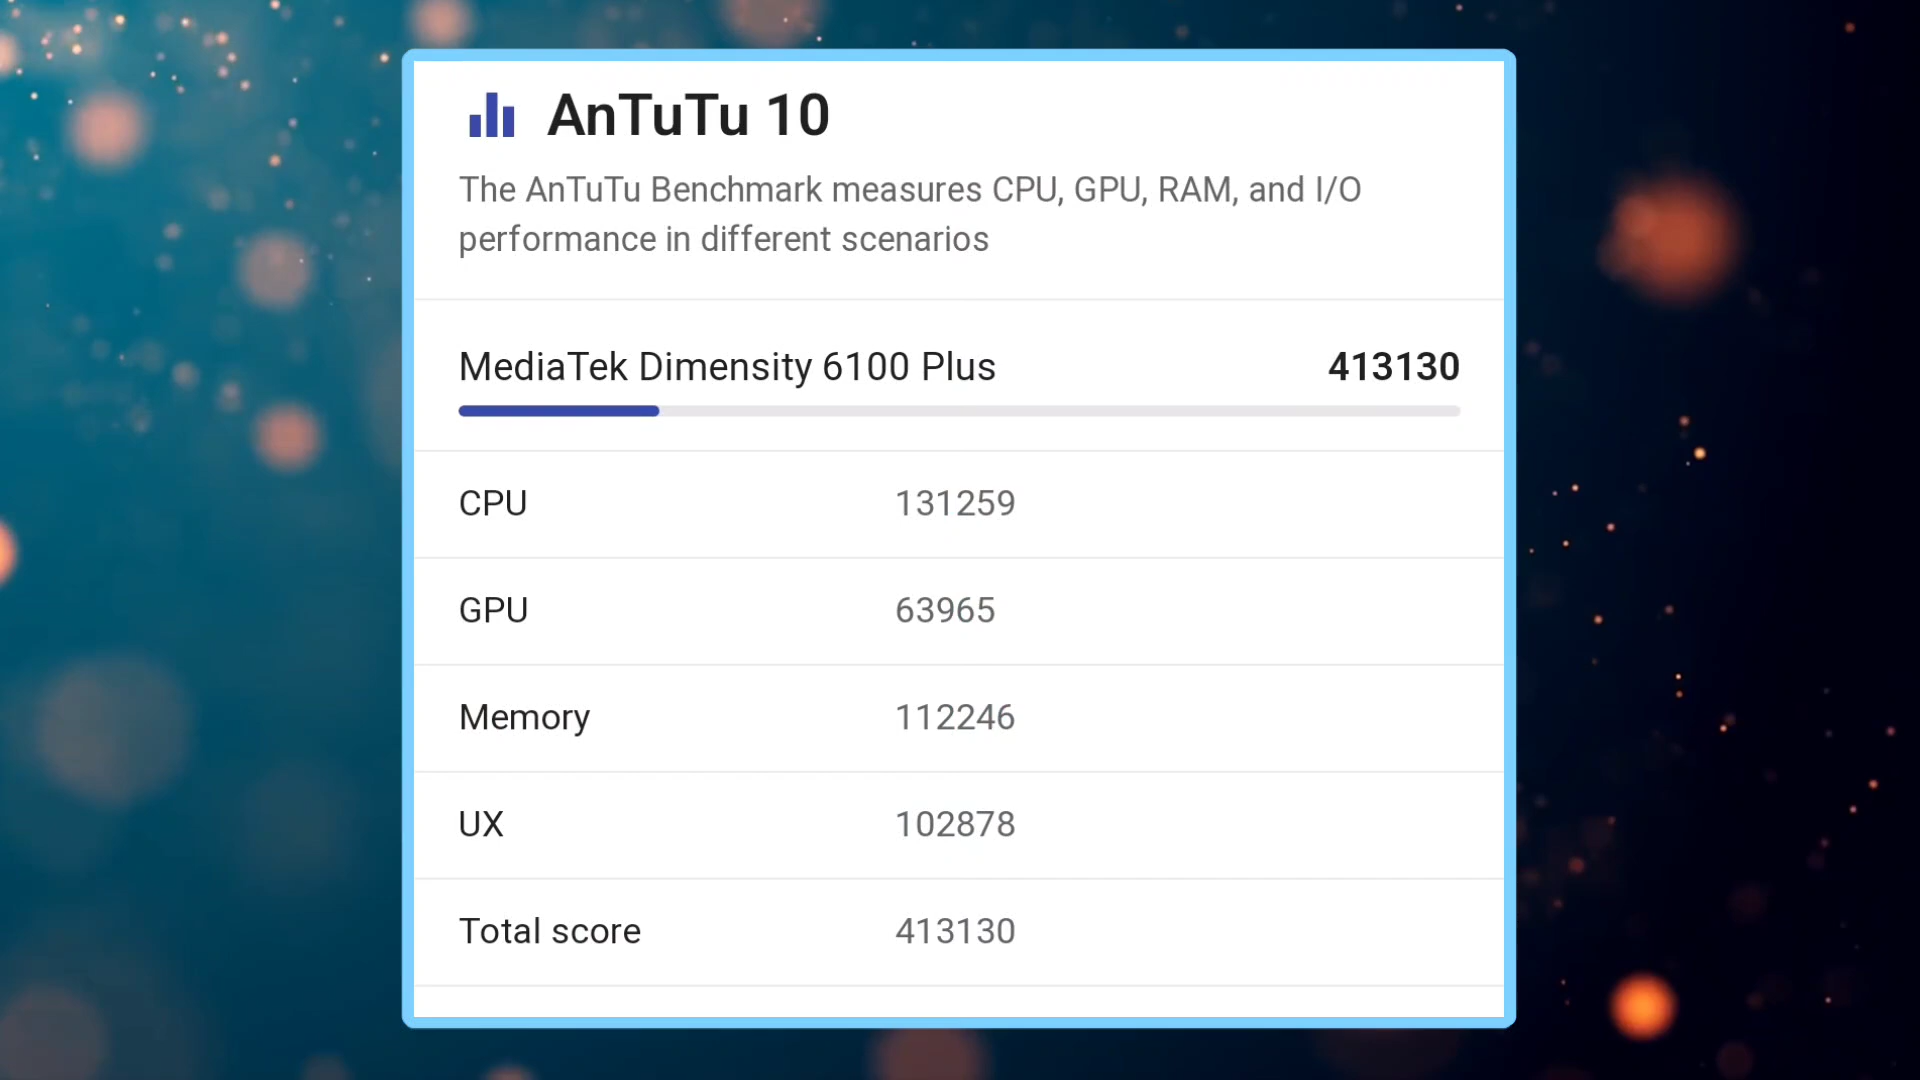 AnTuTu 10
The AnTuTu Benchmark measures CPU, GPU, RAM, and I/O
performance in different scenarios
MediaTek Dimensity 6100 Plus 413130
CPU 131259
GPU 63965
Memory 112246
UX 102878
Total score 413130